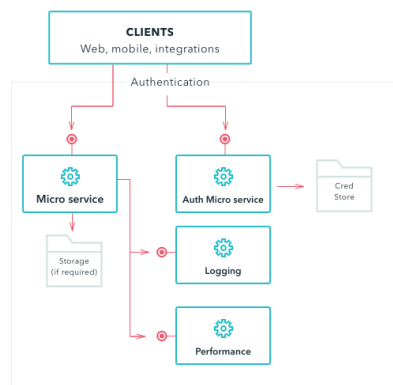 CLIENTS
Web, mobile, integrations
Authentication
Micro service
Auth Micro service
Cred
Store
Storage
(if required)
Logging
Performance